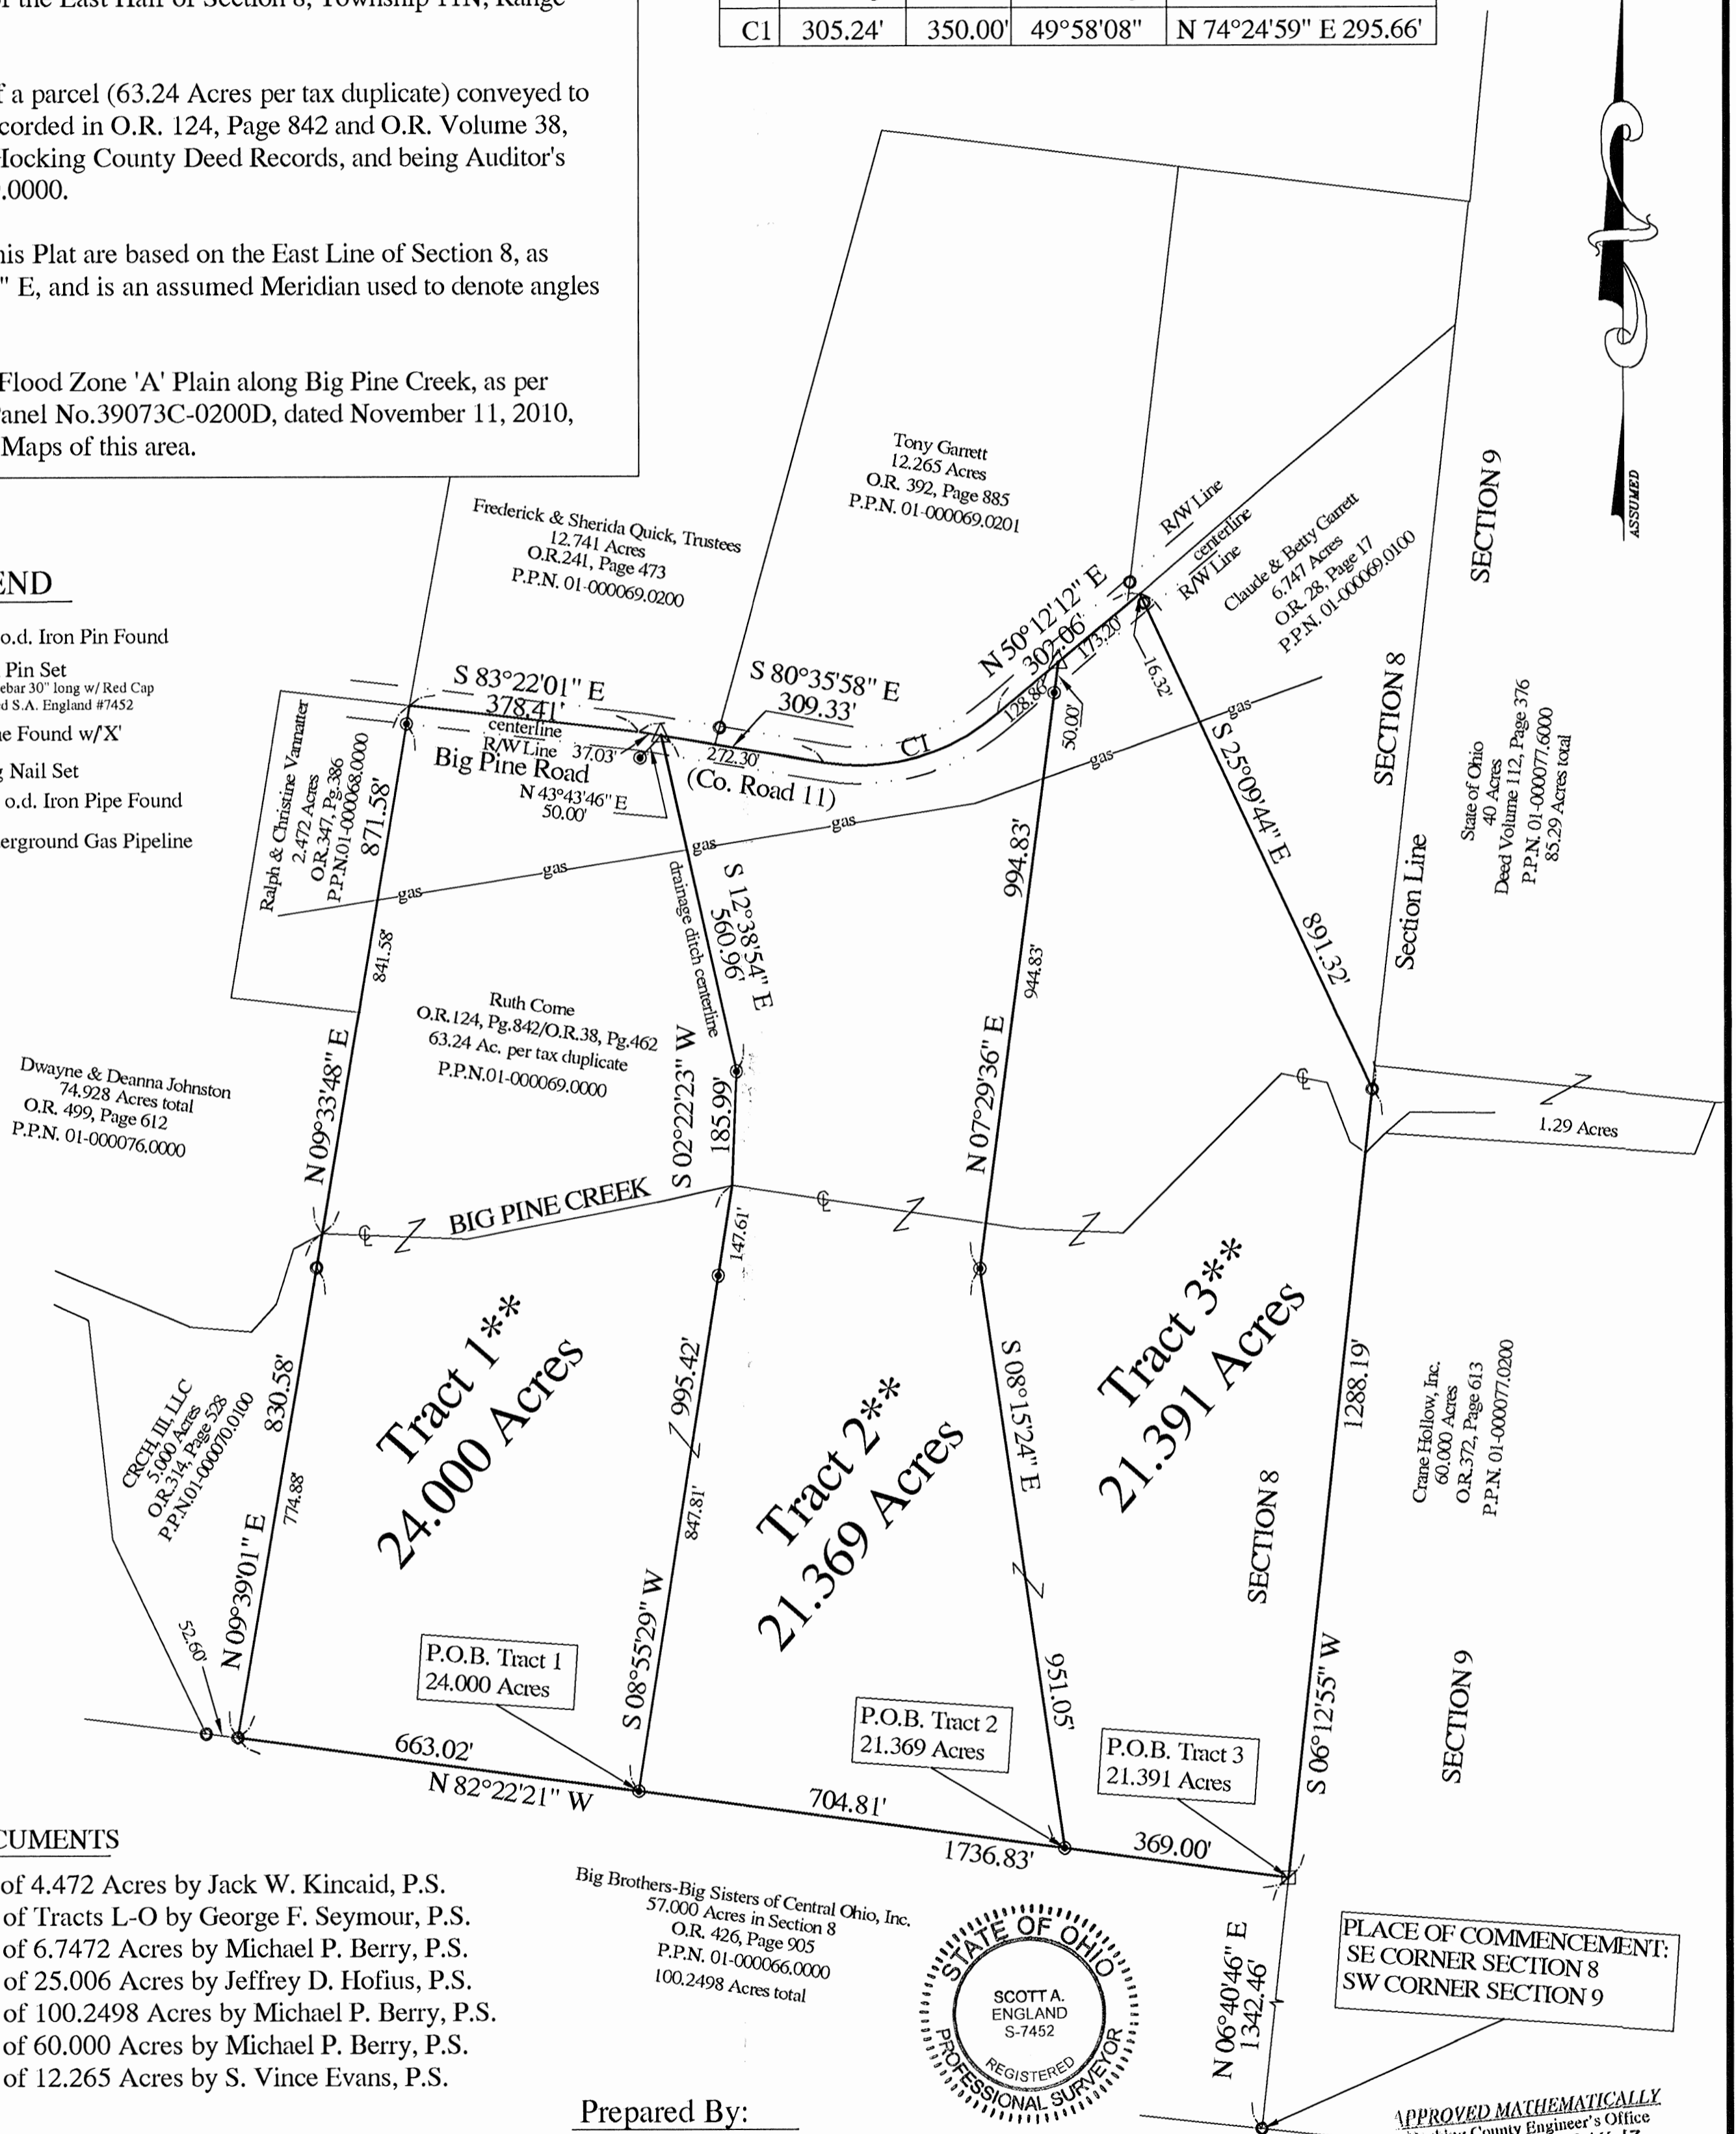 of the East Half of Section 8, Township 11N, Range
C1 305.24' 350.00' 49°58'08" N 74°24'59" E 295.66'
f a parcel (63.24 Acres per tax duplicate) conveyed to
corded in O.R. 124, Page 842 and O.R. Volume 38,
Hocking County Deed Records, and being Auditor's
.0000.
his Plat are based on the East Line of Section 8, as
" E, and is an assumed Meridian used to denote angles
Flood Zone 'A' Plain along Big Pine Creek, as per
Panel No.39073C-0200D, dated November 11, 2010,
Maps of this area.
ASSUMED
END
o.d. Iron Pin Found
Pin Set
ebar 30" long w/ Red Cap
d S.A. England #7452
ne Found w/X'
g Nail Set
o.d. Iron Pipe Found
erground Gas Pipeline
Frederick & Sherida Quick, Trustees
12.741 Acres
O.R.241, Page 473
P.P.N. 01-000069.0200
Tony Garrett
12.265 Acres
O.R. 392, Page 885
P.P.N. 01-000069.0201
R/W Line
centerline
R/W Line
Claude & Betty Garrett
6.747 Acres
O.R. 28, Page 17
P.P.N. 01-000069.0100
SECTION 9
SECTION 8
State of Ohio
40 Acres
Deed Volume 112, Page 376
P.P.N. 01-000077.6000
85.29 Acres total
Section Line
S 83°22'01" E
378.41'
centerline
R/W Line 37.03'
Big Pine Road
N 43°43'46" E
50.00'
S 80°35'58" E
309.33'
272.30'
(Co. Road 11)
C1
N 50°12'12" E
302.06'
128.86'
173.20'
16.32'
50.00'
gas
gas
gas
gas
gas
gas
Ralph & Christine Vannatter
2.472 Acres
O.R.347, Pg.386
P.P.N.01-000068.0000
871.58'
841.58'
N 09°33'48" E
drainage ditch centerline
S 12°38'54" E
560.96'
994.83'
944.83'
N 07°29'36" E
S 25°09'44" E
891.32'
Ruth Come
O.R.124, Pg.842/O.R.38, Pg.462
63.24 Ac. per tax duplicate
P.P.N.01-000069.0000
S 02°22'23" W
185.99'
Dwayne & Deanna Johnston
74.928 Acres total
O.R. 499, Page 612
P.P.N. 01-000076.0000
1.29 Acres
BIG PINE CREEK
147.61'
CRCH III, LLC
5.000 Acres
O.R.314, Page 528
P.P.N.01-000070.0100
830.58'
774.88'
N 09°39'01" E
52.60'
Tract 1**
24.000 Acres
995.42'
847.81'
S 08°55'29" W
Tract 2**
21.369 Acres
S 08°15'24" E
951.05'
Tract 3**
21.391 Acres
SECTION 8
1288.19'
S 06°12'55" W
Crane Hollow, Inc.
60.000 Acres
O.R.372, Page 613
P.P.N. 01-000077.0200
SECTION 9
P.O.B. Tract 1
24.000 Acres
P.O.B. Tract 2
21.369 Acres
P.O.B. Tract 3
21.391 Acres
663.02'
N 82°22'21" W
704.81'
1736.83'
369.00'
CUMENTS
of 4.472 Acres by Jack W. Kincaid, P.S.
of Tracts L-O by George F. Seymour, P.S.
of 6.7472 Acres by Michael P. Berry, P.S.
of 25.006 Acres by Jeffrey D. Hofius, P.S.
of 100.2498 Acres by Michael P. Berry, P.S.
of 60.000 Acres by Michael P. Berry, P.S.
of 12.265 Acres by S. Vince Evans, P.S.
Big Brothers-Big Sisters of Central Ohio, Inc.
57.000 Acres in Section 8
O.R. 426, Page 905
P.P.N. 01-000066.0000
100.2498 Acres total
STATE OF OHIO
SCOTT A.
ENGLAND
S-7452
REGISTERED
PROFESSIONAL SURVEYOR
N 06°40'46" E
1342.46'
PLACE OF COMMENCEMENT:
SE CORNER SECTION 8
SW CORNER SECTION 9
Prepared By:
APPROVED MATHEMATICALLY
County Engineer's Office